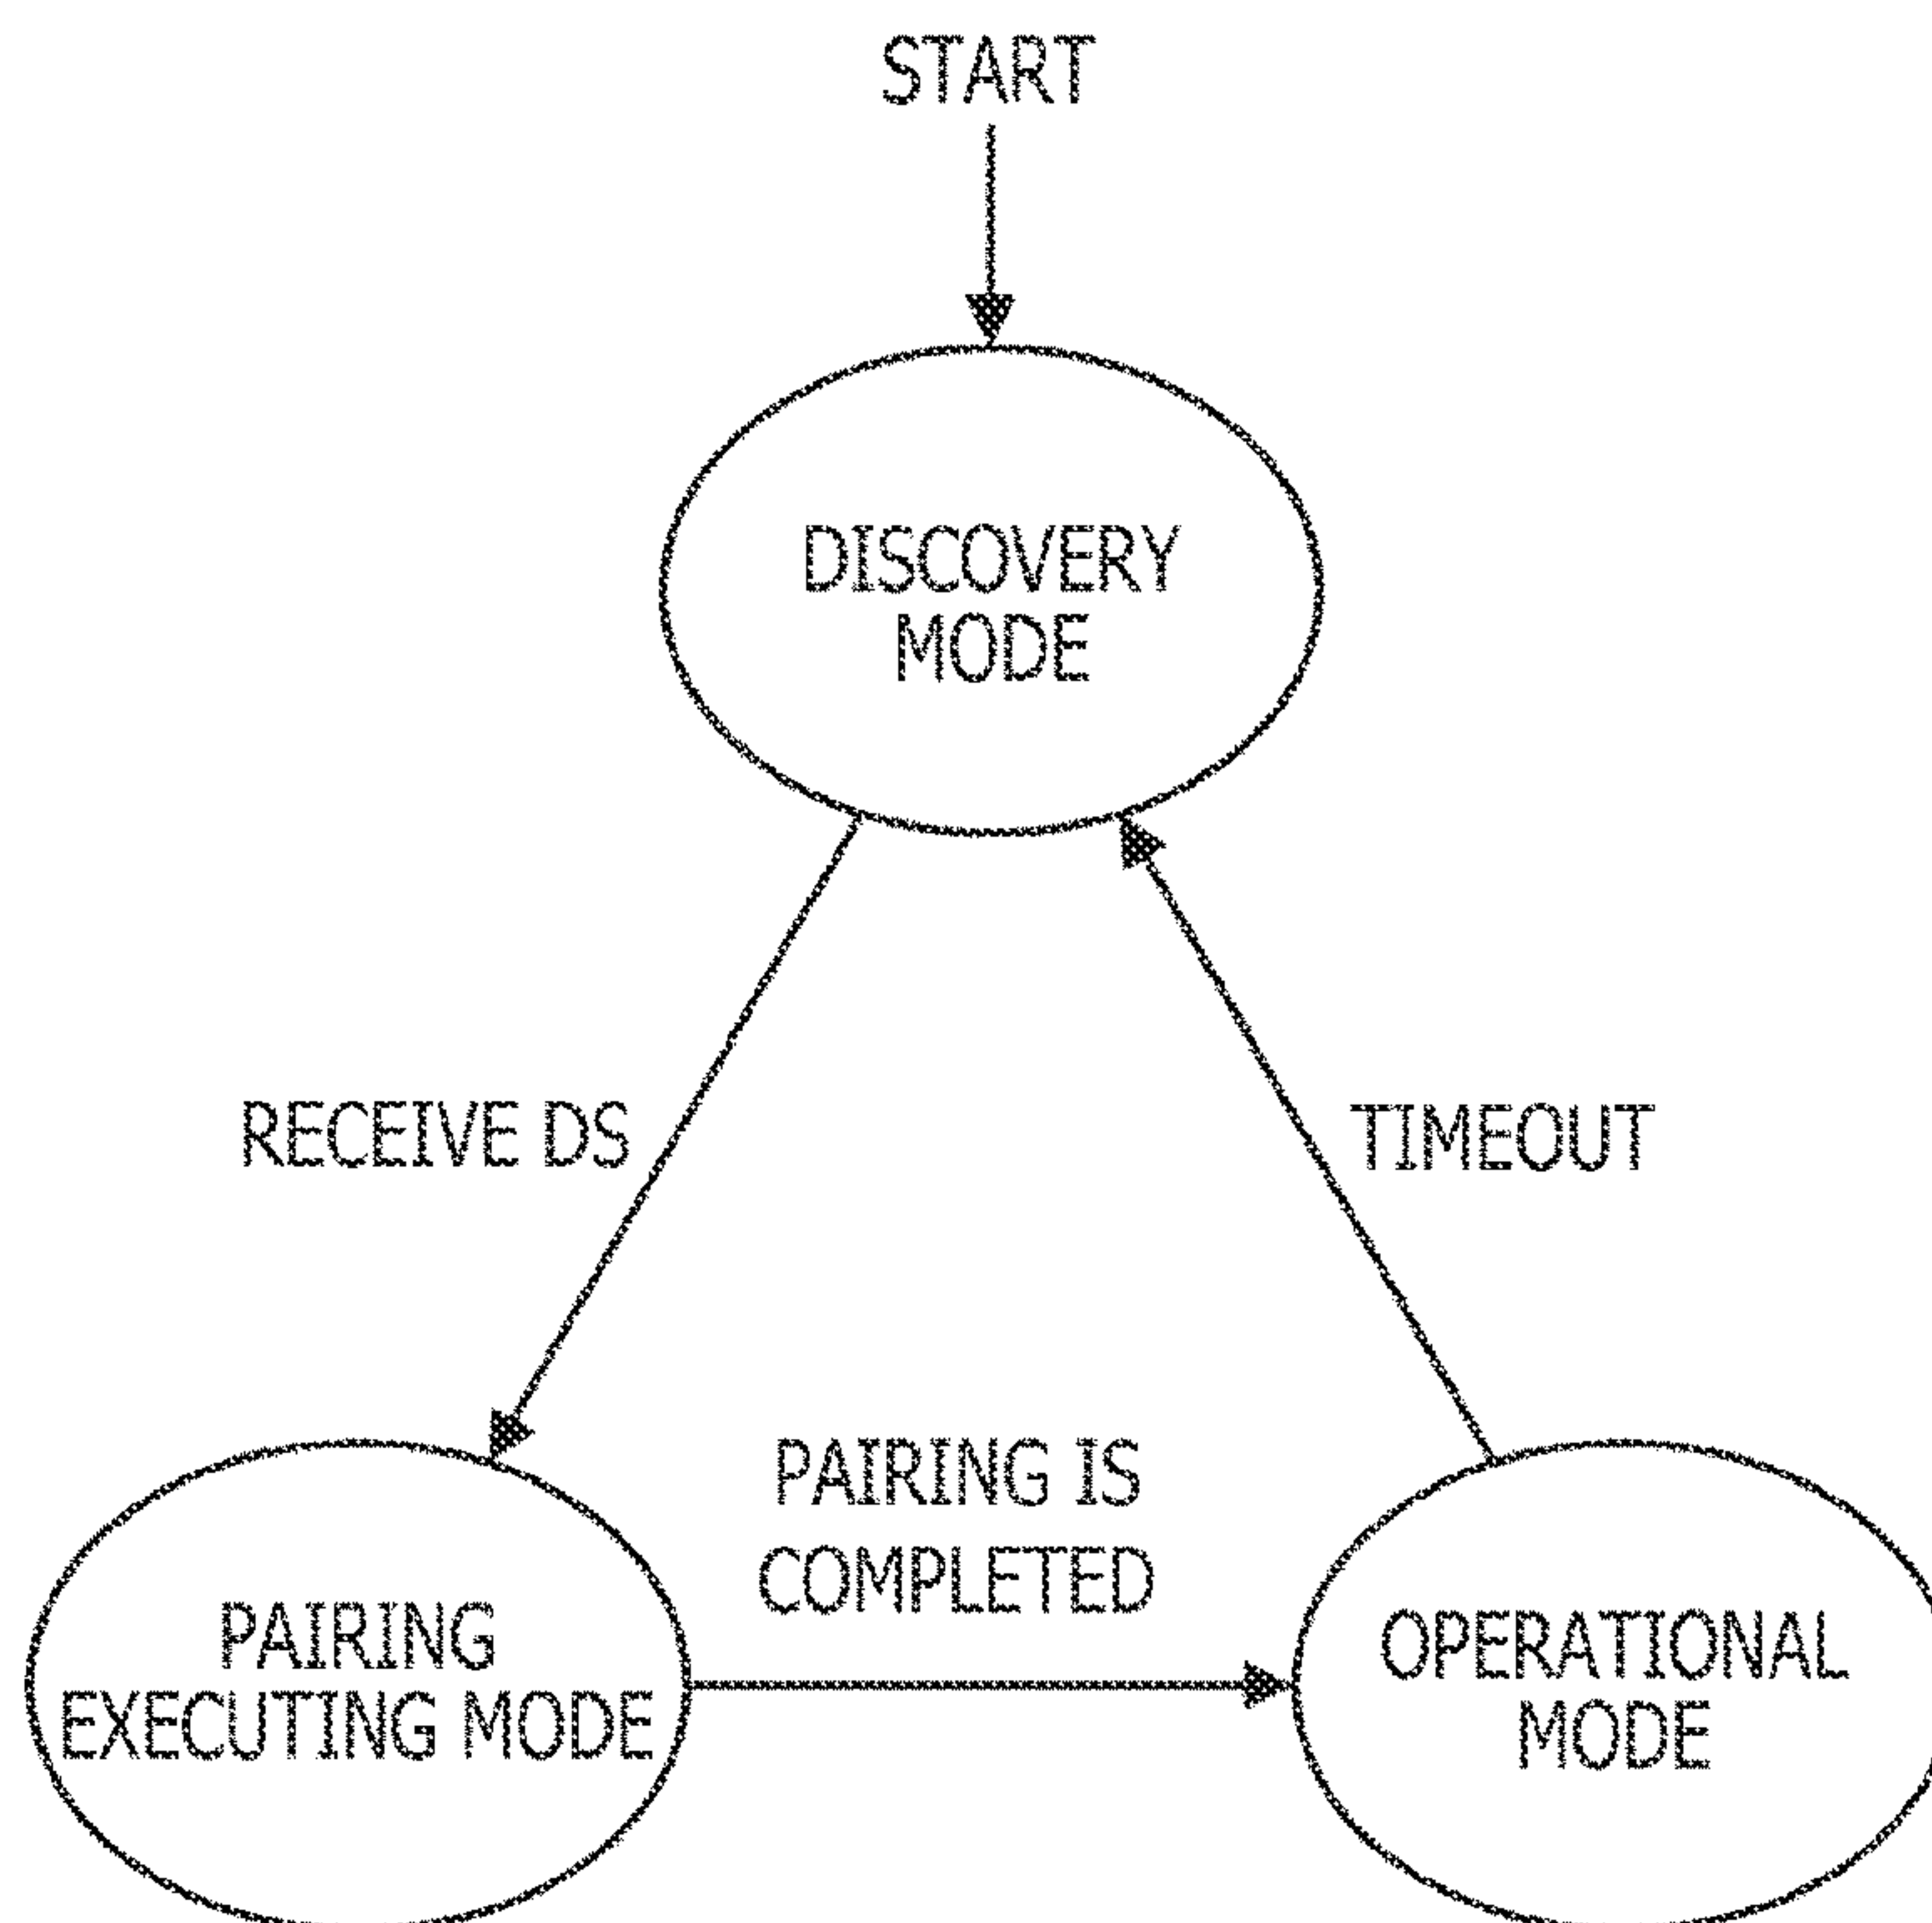 START
DISCOVERY
MODE
RECEIVE DS
TIMEOUT
PAIRING IS
COMPLETED
PAIRING
EXECUTING MODE
OPERATIONAL
MODE